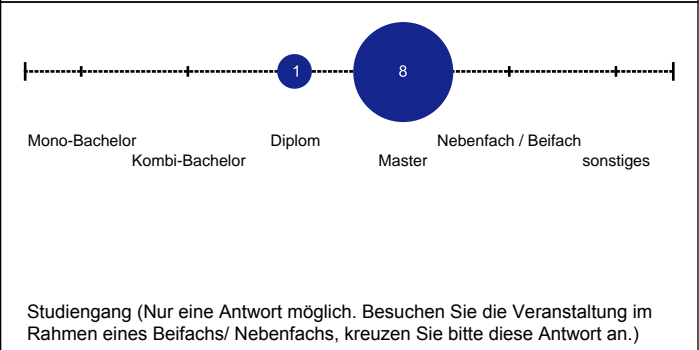 1 8
Mono-Bachelor Diplom Nebenfach / Beifach
Kombi-Bachelor Master sonstiges
Studiengang (Nur eine Antwort möglich. Besuchen Sie die Veranstaltung im
Rahmen eines Beifachs/ Nebenfachs, kreuzen Sie bitte diese Antwort an.)